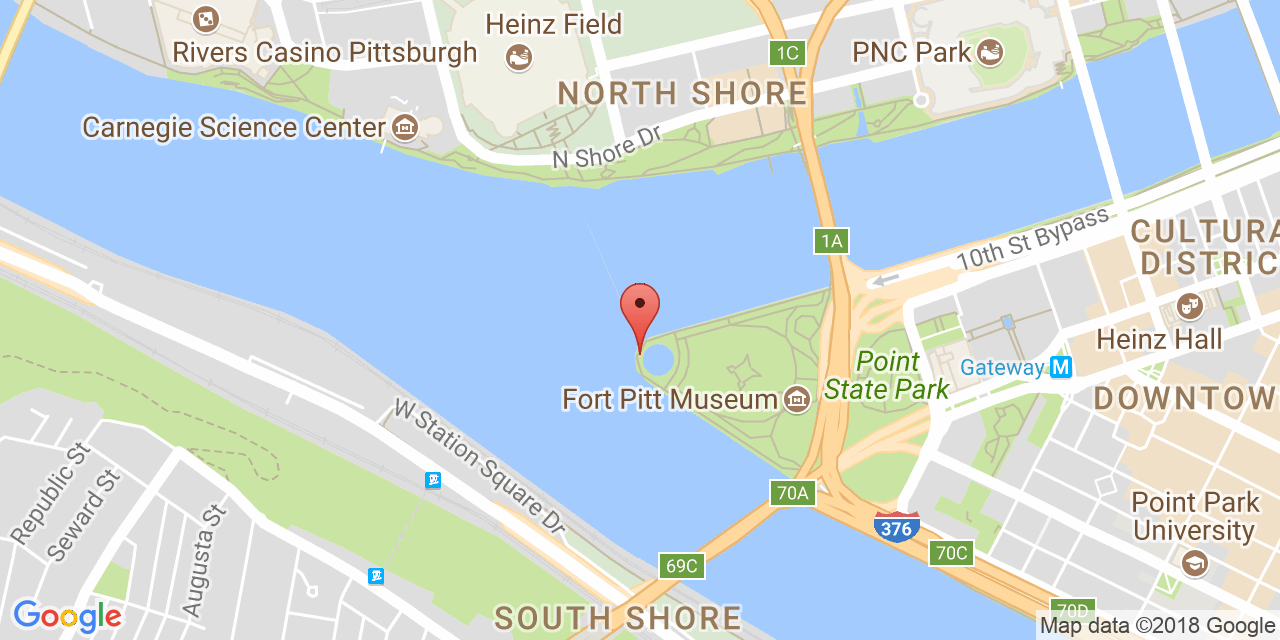 Heinz Field
Rivers Casino Pittsburgh
1C
PNC Park
NORTH SHORE
Carnegie Science Center
N Shore Dr
1A
10th St Bypass
CULTURA
DISTRIC
Heinz Hall
Point
State Park
Gateway M
Fort Pitt Museum
DOWNTOW
W Station Square Dr
Republic St
Seward St
Augusta St
70A
376
70C
Point Park
University
69C
70D
SOUTH SHORE
Google
Map data ©2018 Google